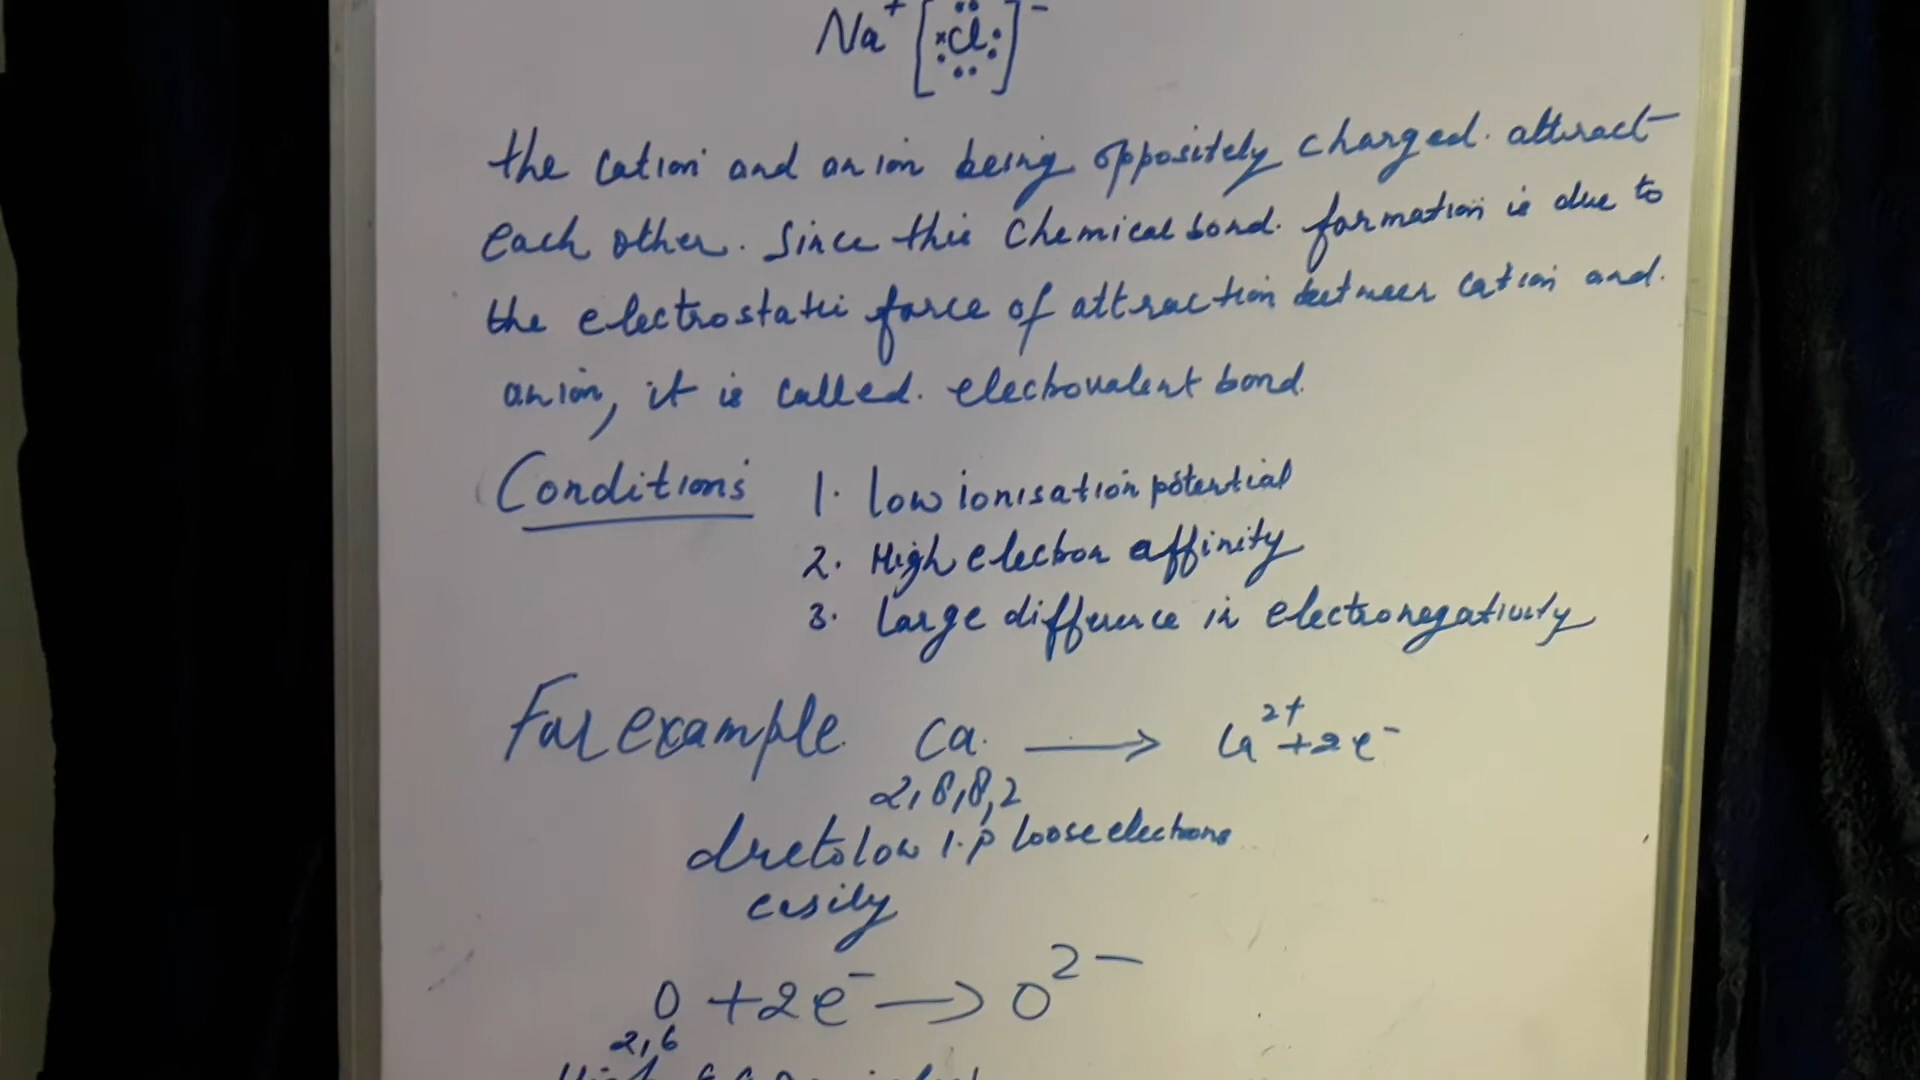 Na⁺ [Cl]⁻
the cation and anion being oppositely charged. attract
each other. Since this Chemical bond. formation is due to
the electrostatic force of attraction between cation and.
anion, it is called. electrovalent bond.
Conditions 1. low ionisation potential
2. High electron affinity
3. Large difference in electronegativity
For example. Ca. → Ca²⁺ + 2e⁻
2,8,8,2
due to low I.P loose electrons
easily
O + 2e⁻ → O²⁻
2,6